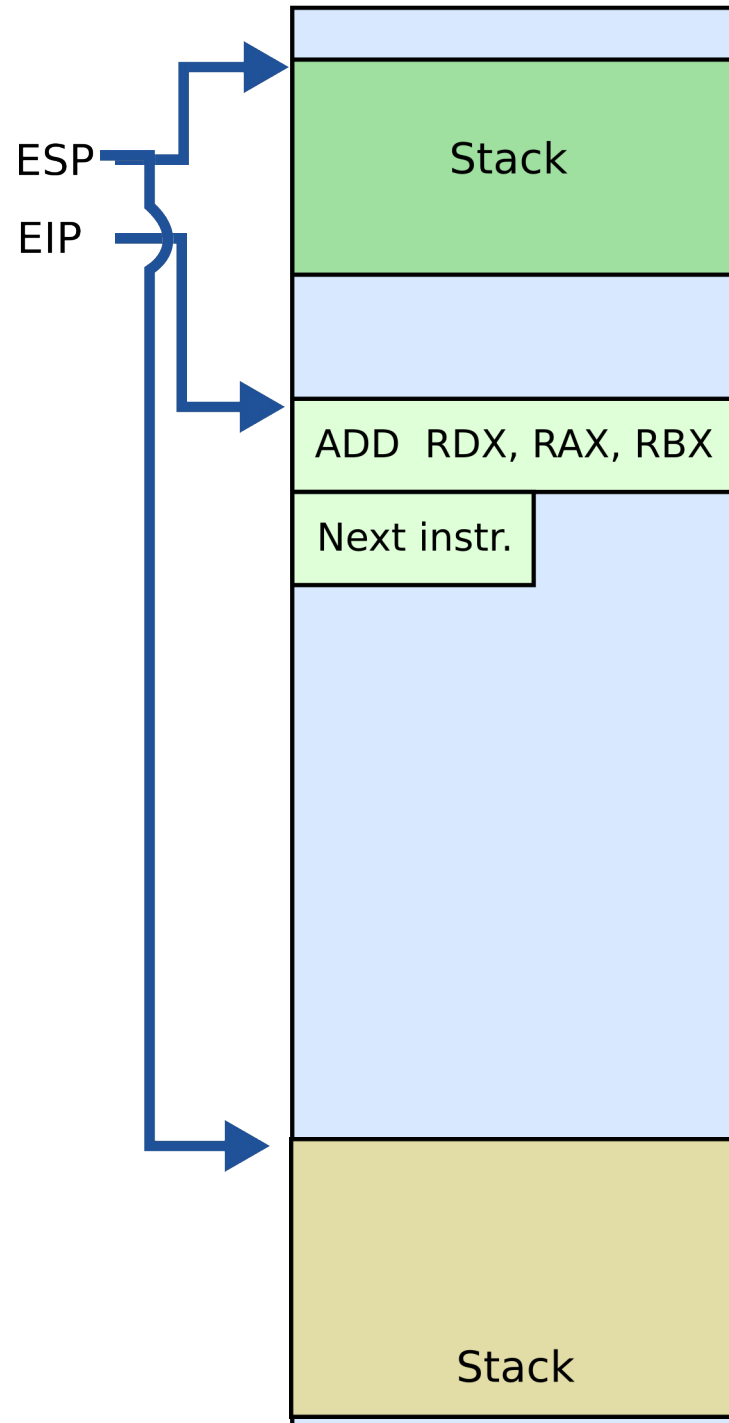 Stack
ESP
EIP
ADD RDX, RAX, RBX
Next instr.
Stack